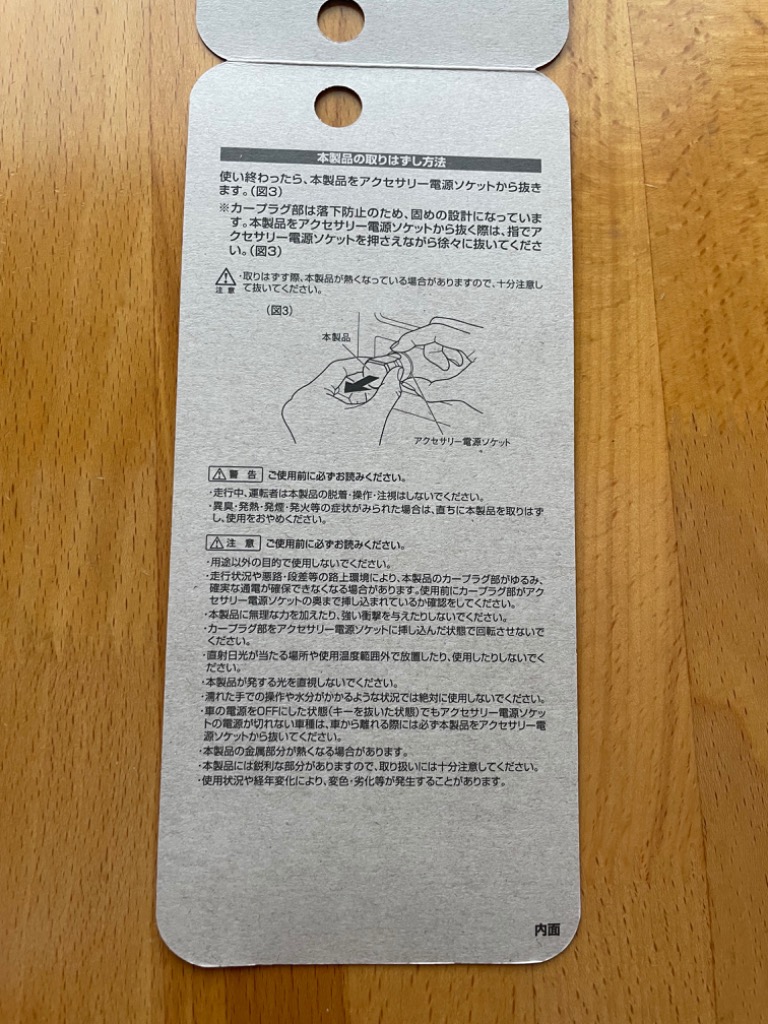 本製品の取りはずし方法
使い終わったら、本製品をアクセサリー電源ソケットから抜き
ます。(図3)
※カープラグ部は落下防止のため、固めの設計になっていま
す。本製品をアクセサリー電源ソケットから抜く際は、指でア
クセサリー電源ソケットを押さえながら徐々に抜いてくださ
い。(図3)
注意 ・取りはずす際、本製品が熱くなっている場合がありますので、十分注意し
て抜いてください。
(図3)
本製品
アクセサリー電源ソケット
警告 ご使用前に必ずお読みください。
・走行中、運転者は本製品の脱着・操作・注視はしないでください。
・異臭・発熱・発煙・発火等の症状がみられた場合は、直ちに本製品を取りはず
し、使用をおやめください。
注意 ご使用前に必ずお読みください。
・用途以外の目的で使用しないでください。
・走行状況や悪路・段差等の路上環境により、本製品のカープラグ部がゆるみ、
確実な通電が確保できなくなる場合があります。使用前にカープラグ部がアク
セサリー電源ソケットの奥まで挿し込まれているか確認をしてください。
・本製品に無理な力を加えたり、強い衝撃を与えたりしないでください。
・カープラグ部をアクセサリー電源ソケットに挿し込んだ状態で回転させないで
ください。
・直射日光が当たる場所や使用温度範囲外で放置したり、使用したりしないでく
ださい。
・本製品が発する光を直視しないでください。
・濡れた手での操作や水分がかかるような状況では絶対に使用しないでください。
・車の電源をOFFにした状態(キーを抜いた状態)でもアクセサリー電源ソケッ
トの電源が切れない車種は、車から離れる際には必ず本製品をアクセサリー電
源ソケットから抜いてください。
・本製品の金属部分が熱くなる場合があります。
・本製品には鋭利な部分がありますので、取り扱いには十分注意してください。
・使用状況や経年変化により、変色・劣化等が発生することがあります。
内面